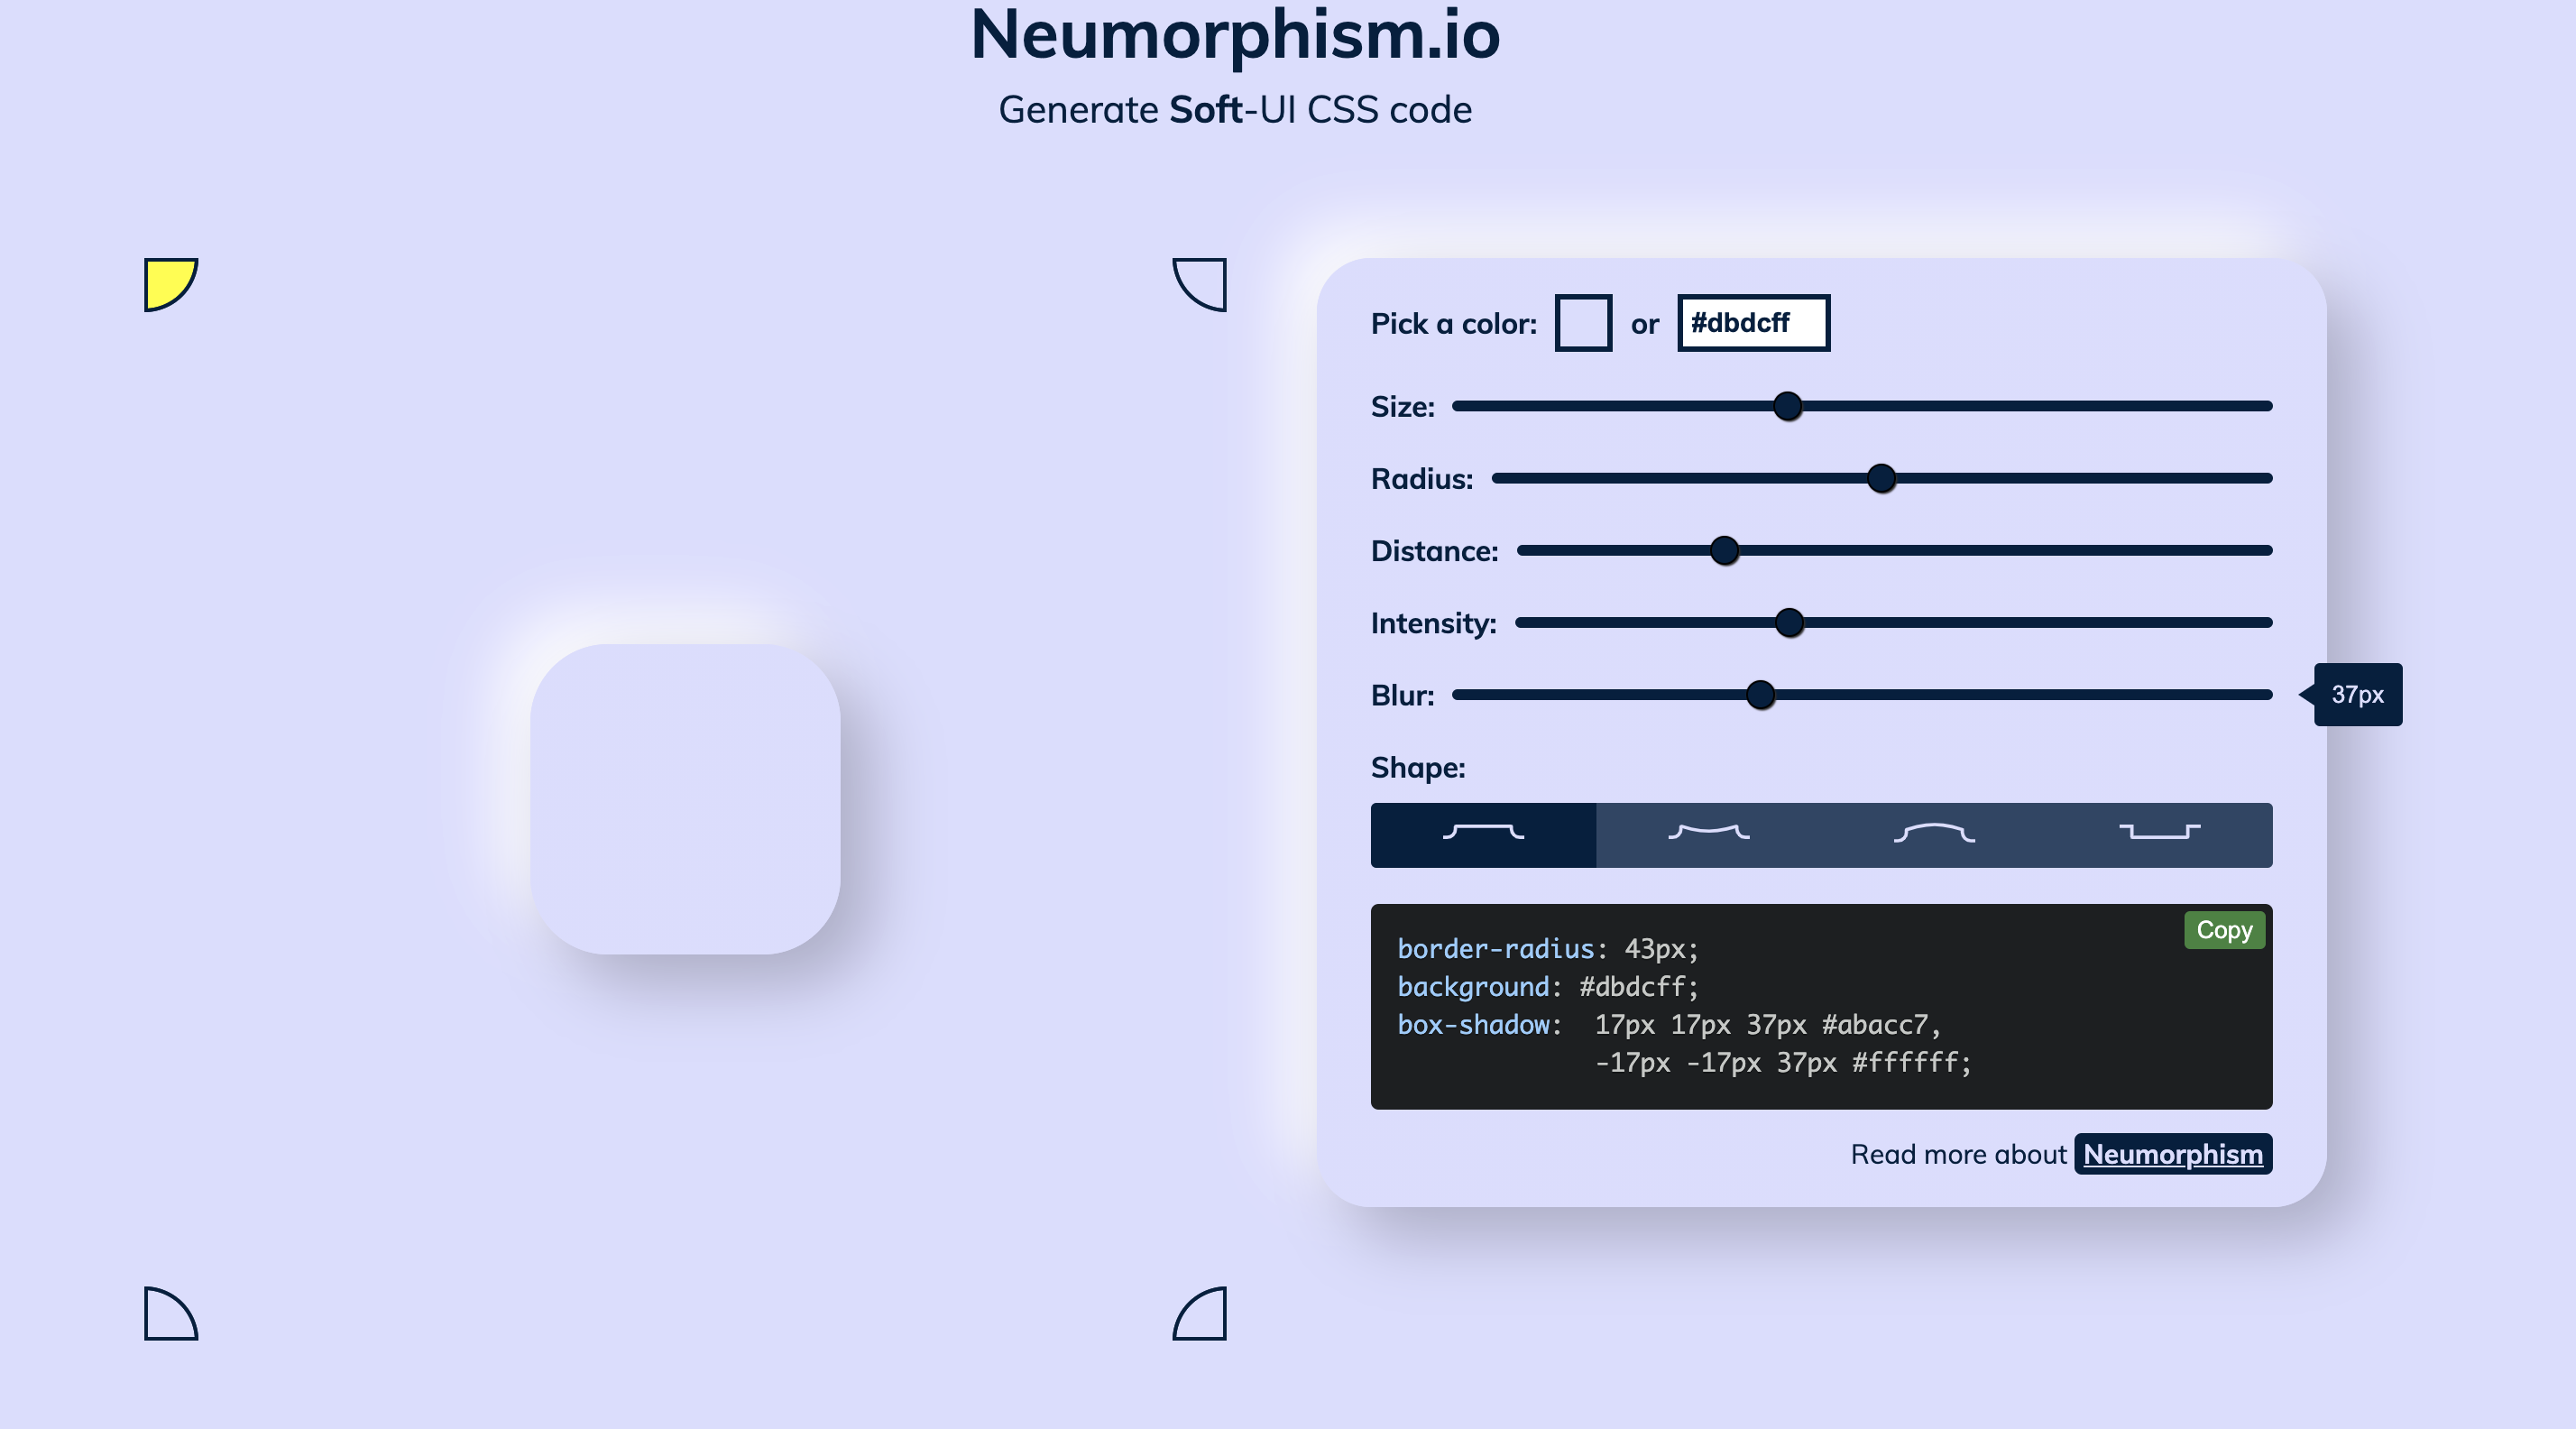 Neumorphism.io
Generate Soft-UI CSS code
Pick a color: or #dbdcff
Size:
Radius:
Distance:
Intensity:
Blur: 37px
Shape:
Copy
border-radius: 43px;
background: #dbdcff;
box-shadow:  17px 17px 37px #abacc7,
-17px -17px 37px #ffffff;
Read more about Neumorphism